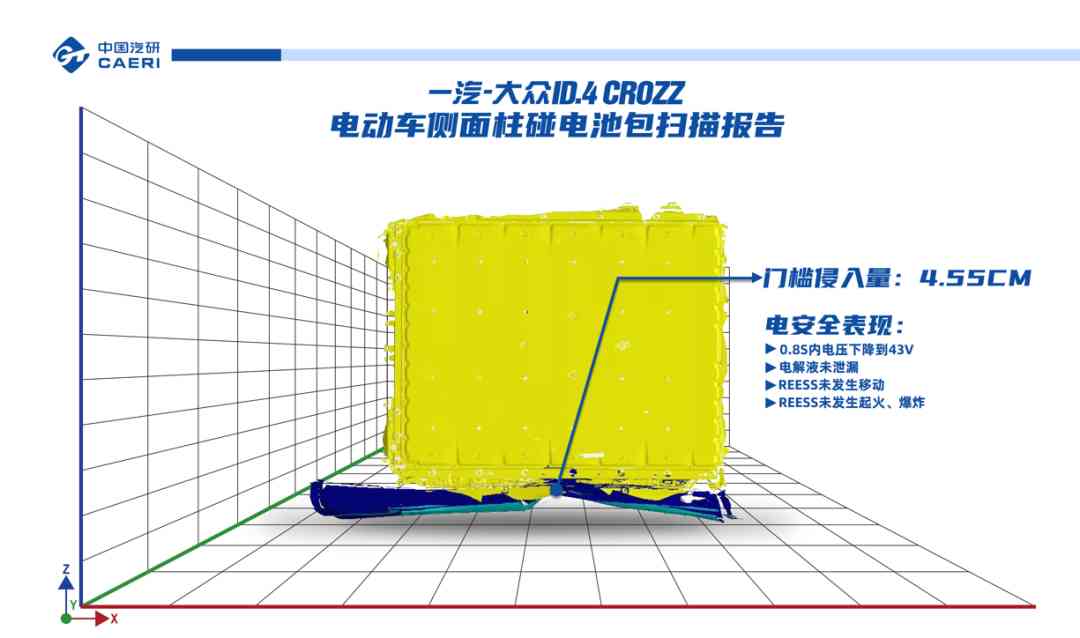 中国汽研
CAERI
一汽-大众ID.4 CROZZ
电动车侧面柱碰电池包扫描报告
门槛侵入量：4.55CM
电安全表现：
▶0.8S内电压下降到43V
▶电解液未泄漏
▶REESS未发生移动
▶REESS未发生起火、爆炸
Z
Y
X